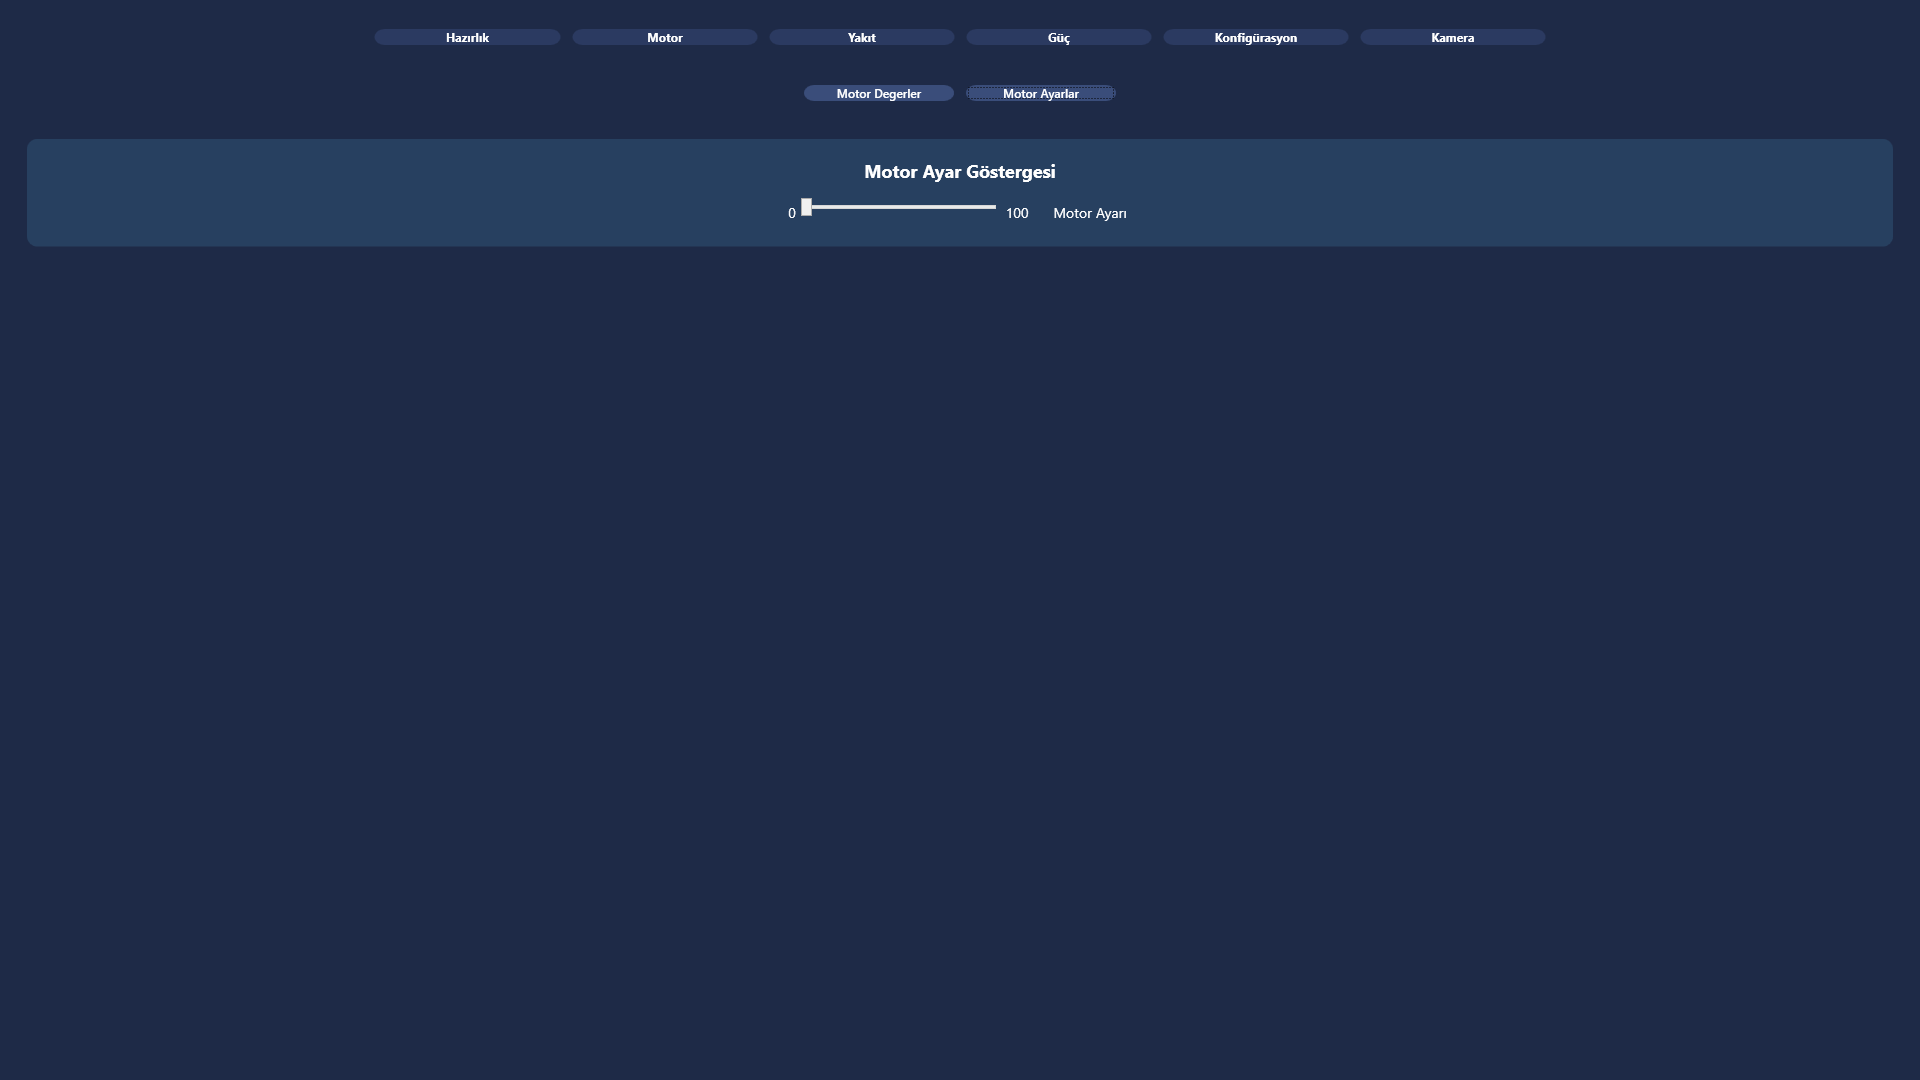 Hazırlık Motor Yakıt Güç Konfigürasyon Kamera
Motor Degerler Motor Ayarlar
Motor Ayar Göstergesi
0 100 Motor Ayarı